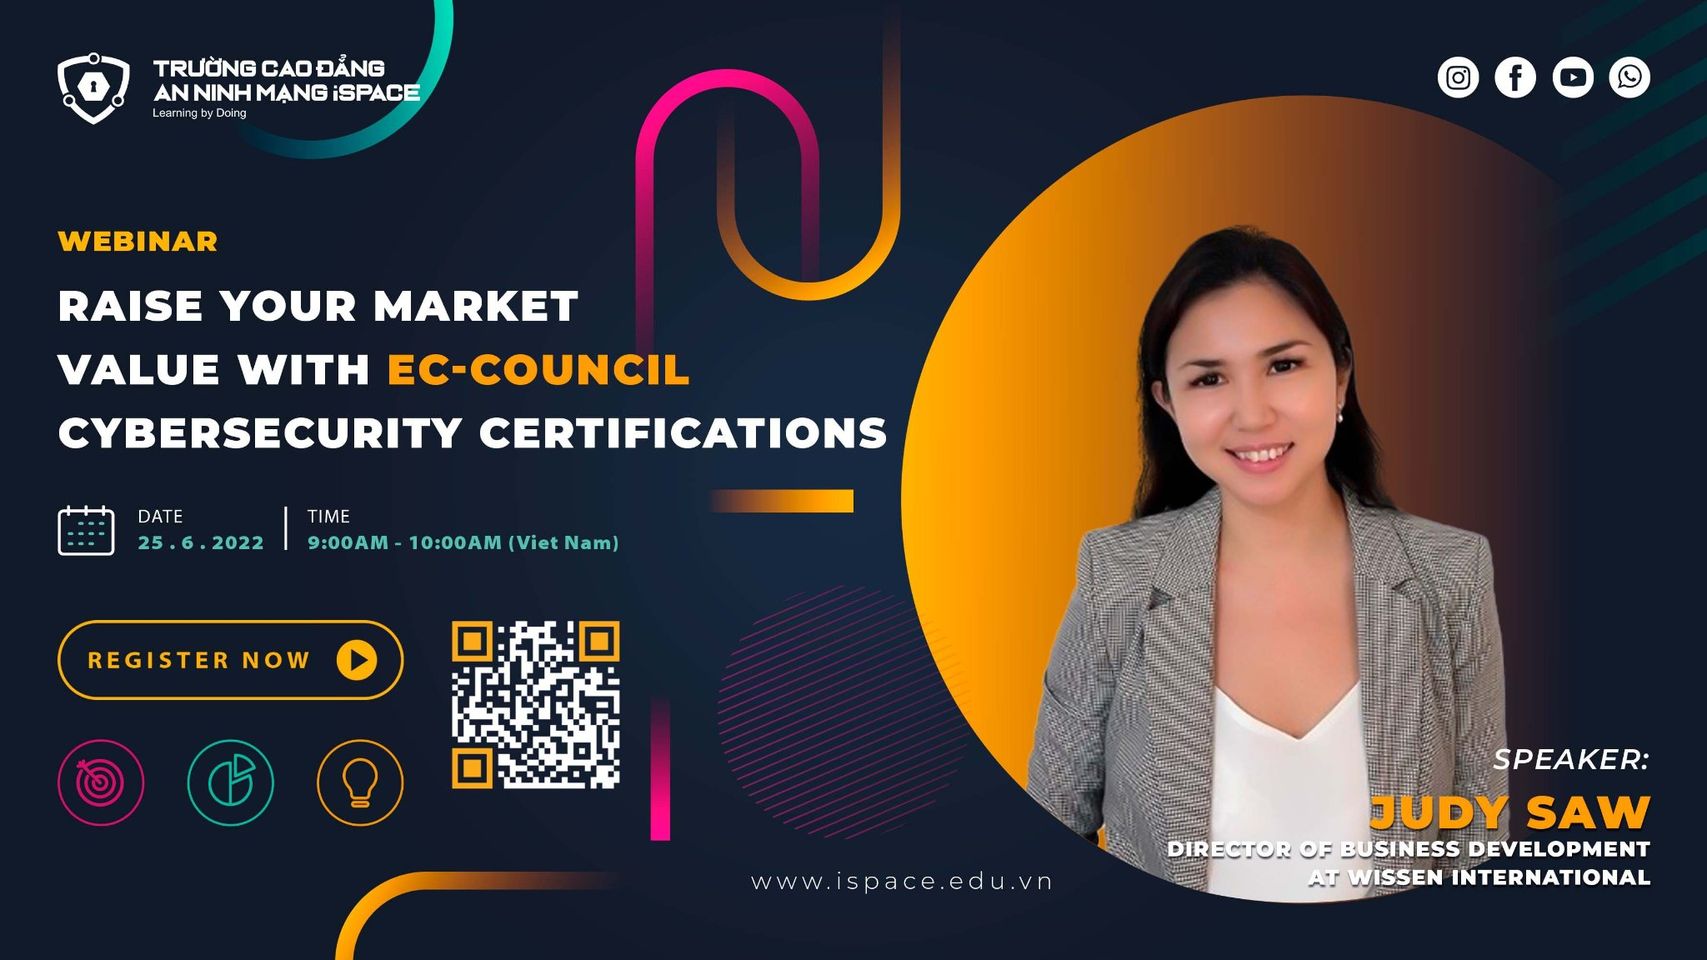 TRƯỜNG CAO ĐẲNG
AN NINH MẠNG iSPACE
Learning by Doing
WEBINAR
RAISE YOUR MARKET
VALUE WITH EC-COUNCIL
CYBERSECURITY CERTIFICATIONS
DATE
25 . 6 . 2022
TIME
9:00AM - 10:00AM (Viet Nam)
REGISTER NOW
SPEAKER:
JUDY SAW
DIRECTOR OF BUSINESS DEVELOPMENT
AT WISSEN INTERNATIONAL
www.ispace.edu.vn